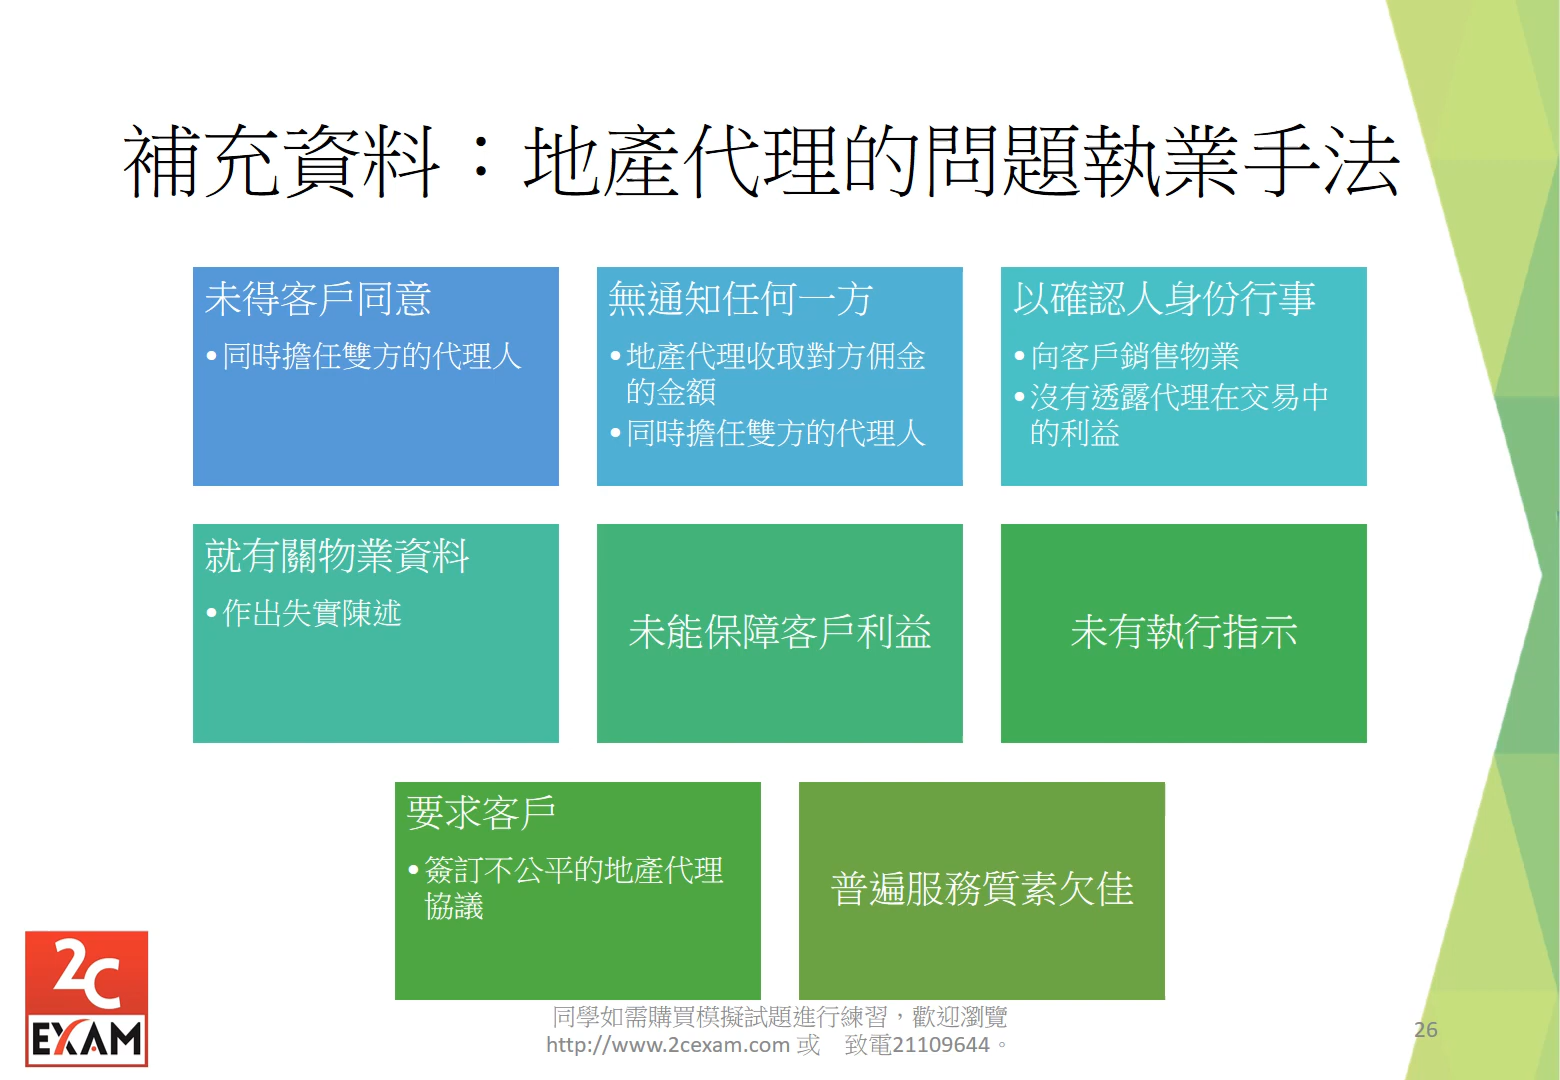 補充資料：地產代理的問題執業手法
未得客戶同意
•同時擔任雙方的代理人
無通知任何一方
•地產代理收取對方佣金
的金額
•同時擔任雙方的代理人
以確認人身份行事
•向客戶銷售物業
•沒有透露代理在交易中
的利益
就有關物業資料
•作出失實陳述
未能保障客戶利益
未有執行指示
要求客戶
•簽訂不公平的地產代理
協議
普遍服務質素欠佳
2C
EXAM
同學如需購買模擬試題進行練習，歡迎瀏覽
http://www.2cexam.com 或　致電21109644。
26